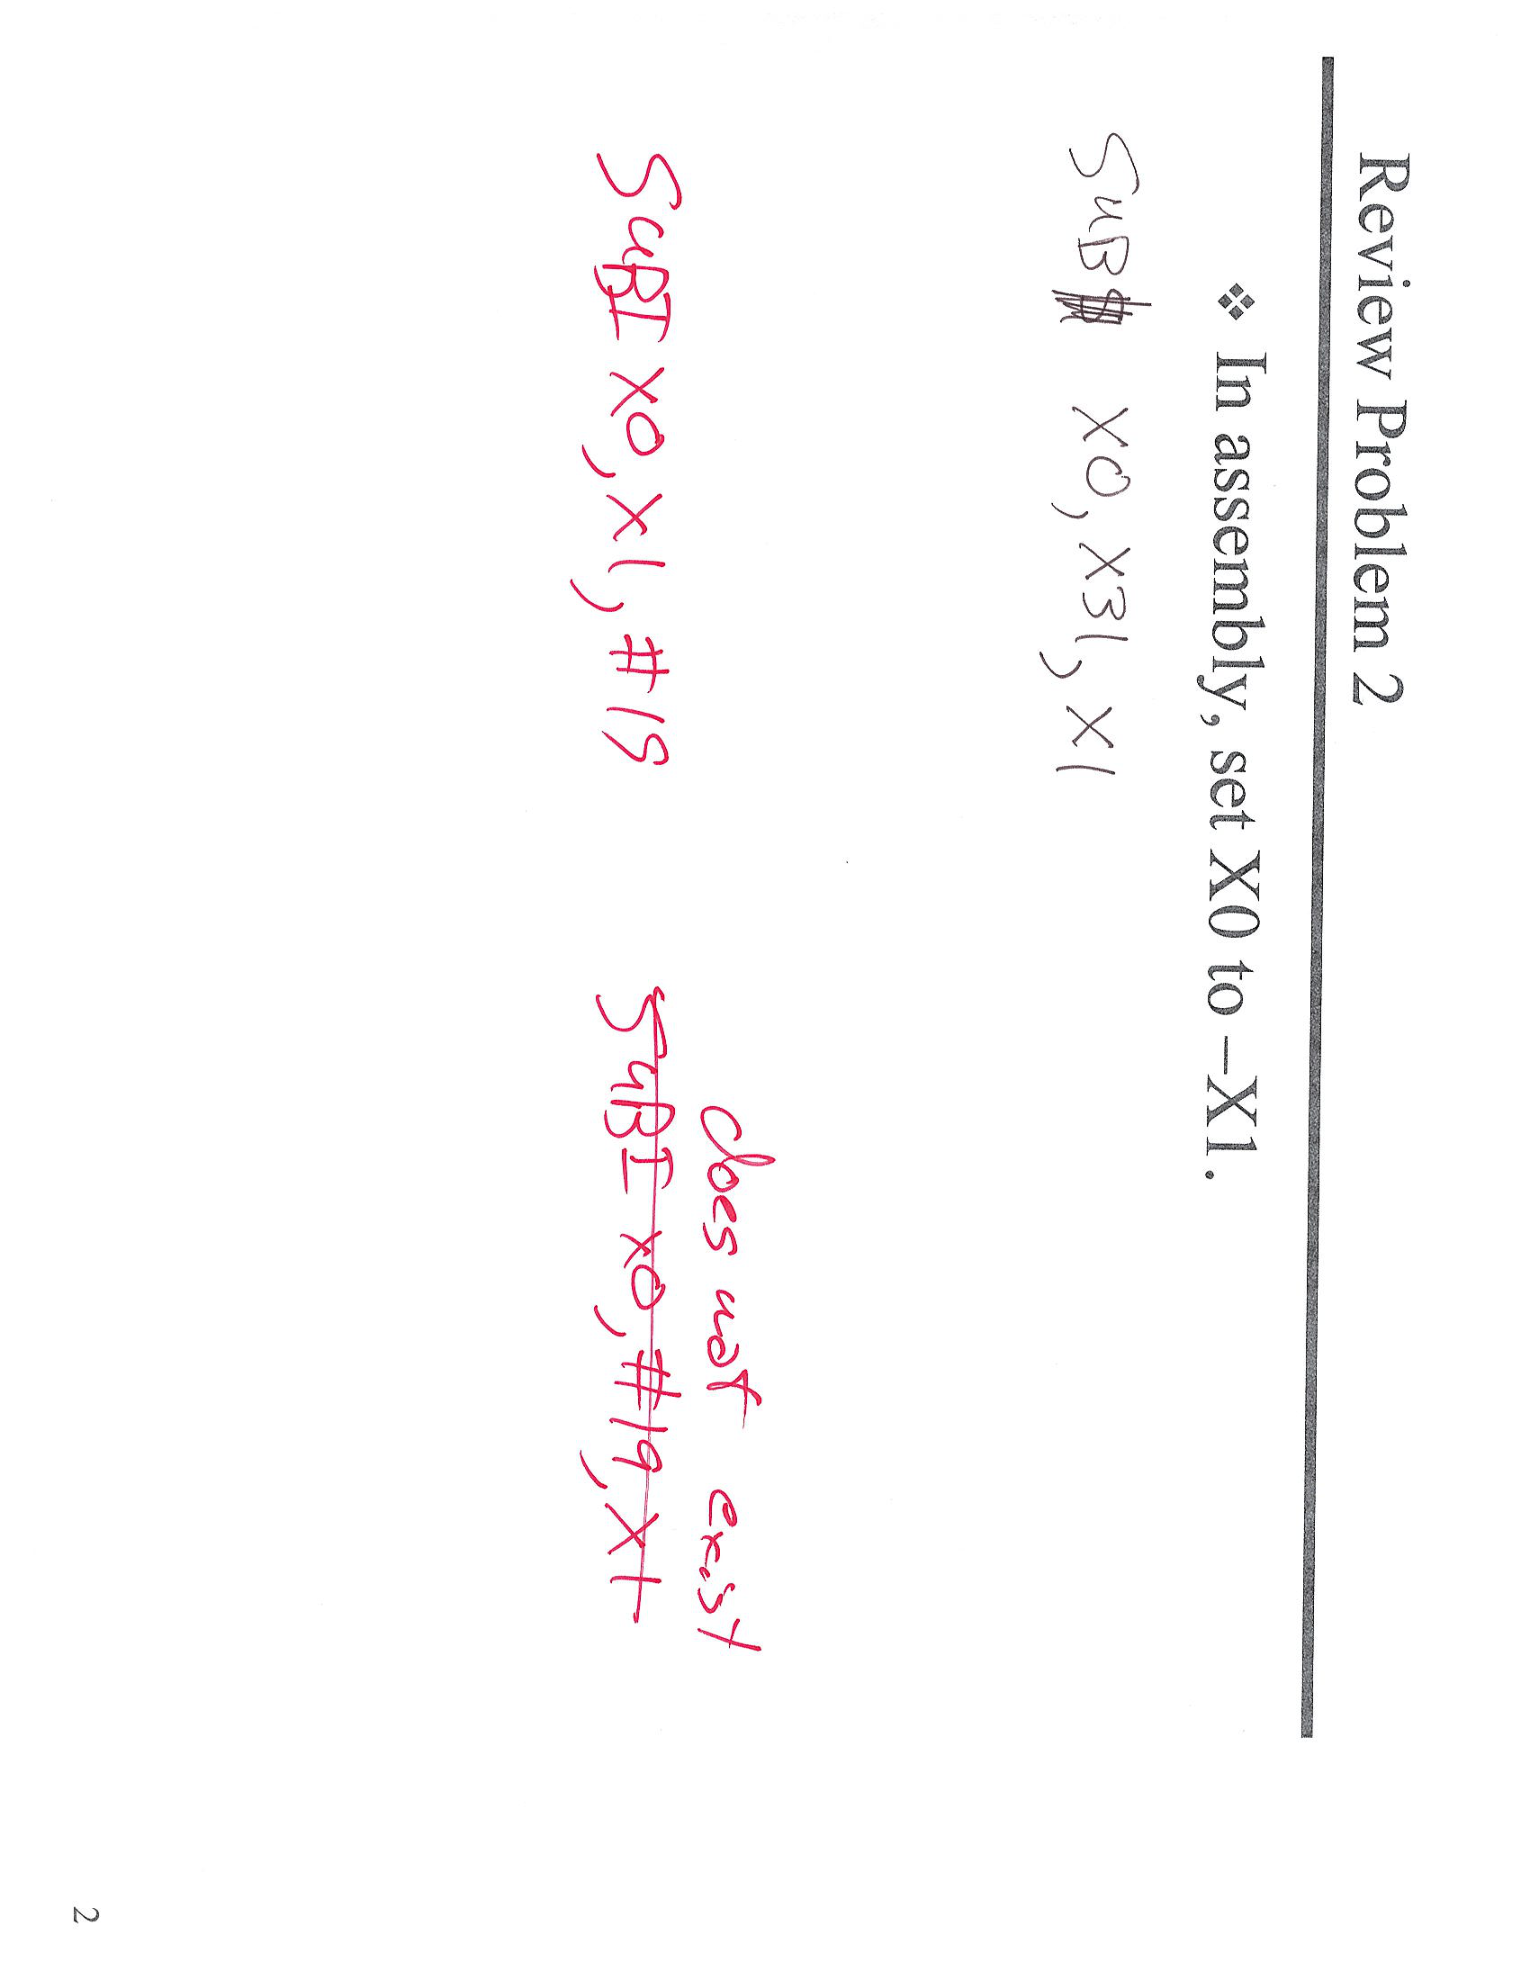 Review Problem 2
❖ In assembly, set X0 to –X1.
SUB X0, X31, X1
does not exist
SUBI X0, X1, #19
SUBI X0, #19, X1
2